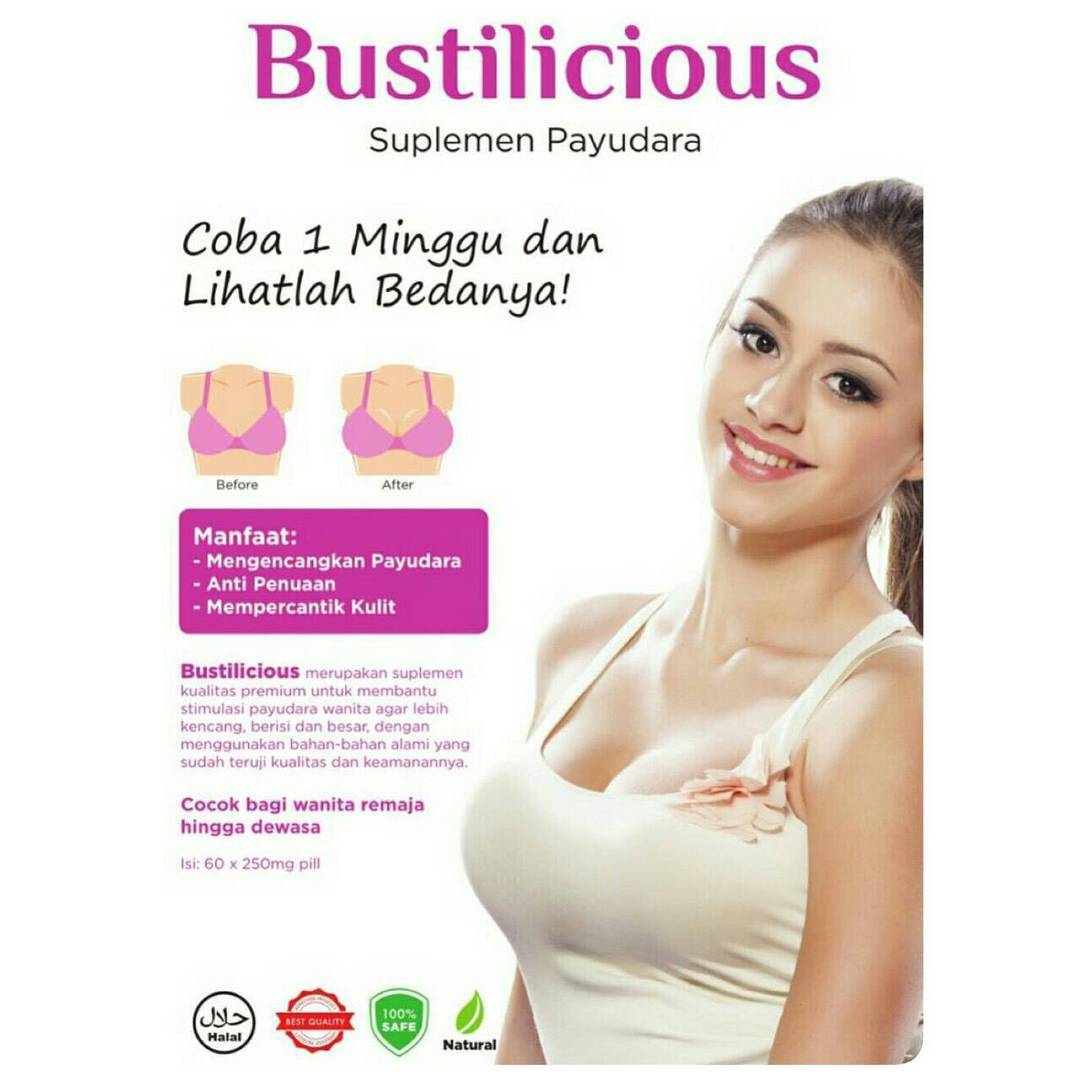 Bustilicious
Suplemen Payudara
Coba 1 Minggu dan
Lihatlah Bedanya!
Before
After
Manfaat:
- Mengencangkan Payudara
- Anti Penuaan
- Mempercantik Kulit
Bustilicious merupakan suplemen
kualitas premium untuk membantu
stimulasi payudara wanita agar lebih
kencang, berisi dan besar, dengan
menggunakan bahan-bahan alami yang
sudah teruji kualitas dan keamanannya.
Cocok bagi wanita remaja
hingga dewasa
Isi: 60 x 250mg pill
حلال
Halal
BEST QUALITY
100%
SAFE
Natural